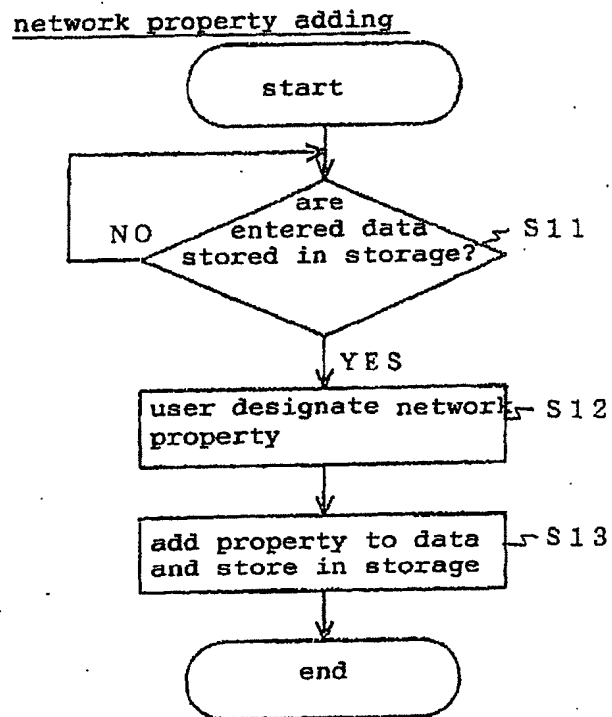 network property adding
start
are
entered data
stored in storage?
S11
NO
YES
user designate network
property
S12
add property to data
and store in storage
S13
end